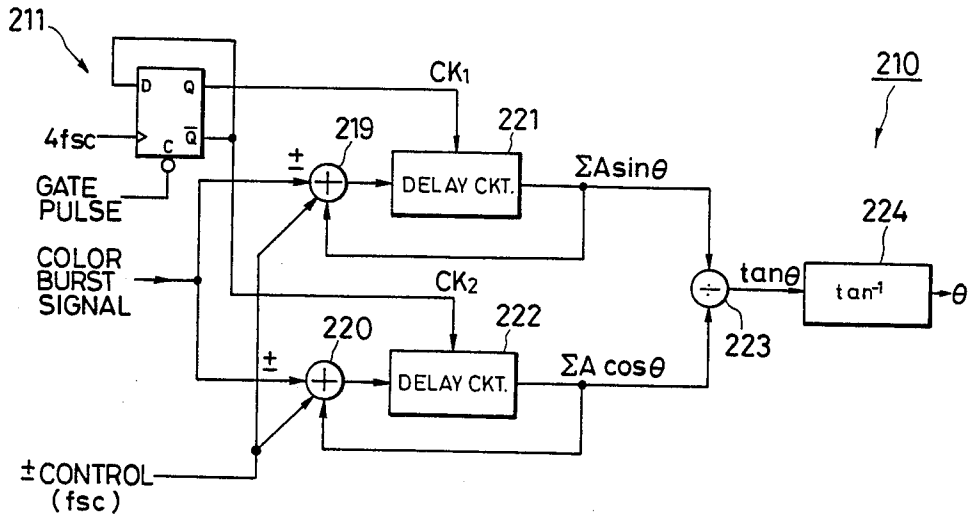 211
210
D Q
CK₁
4fsc
Q̅
C
219
221
±
+
DELAY CKT.
ΣAsinθ
GATE
PULSE
224
COLOR
BURST
SIGNAL
CK₂
÷
tanθ
tan⁻¹
θ
223
220
222
±
+
DELAY CKT.
ΣA cosθ
± CONTROL
(fsc)